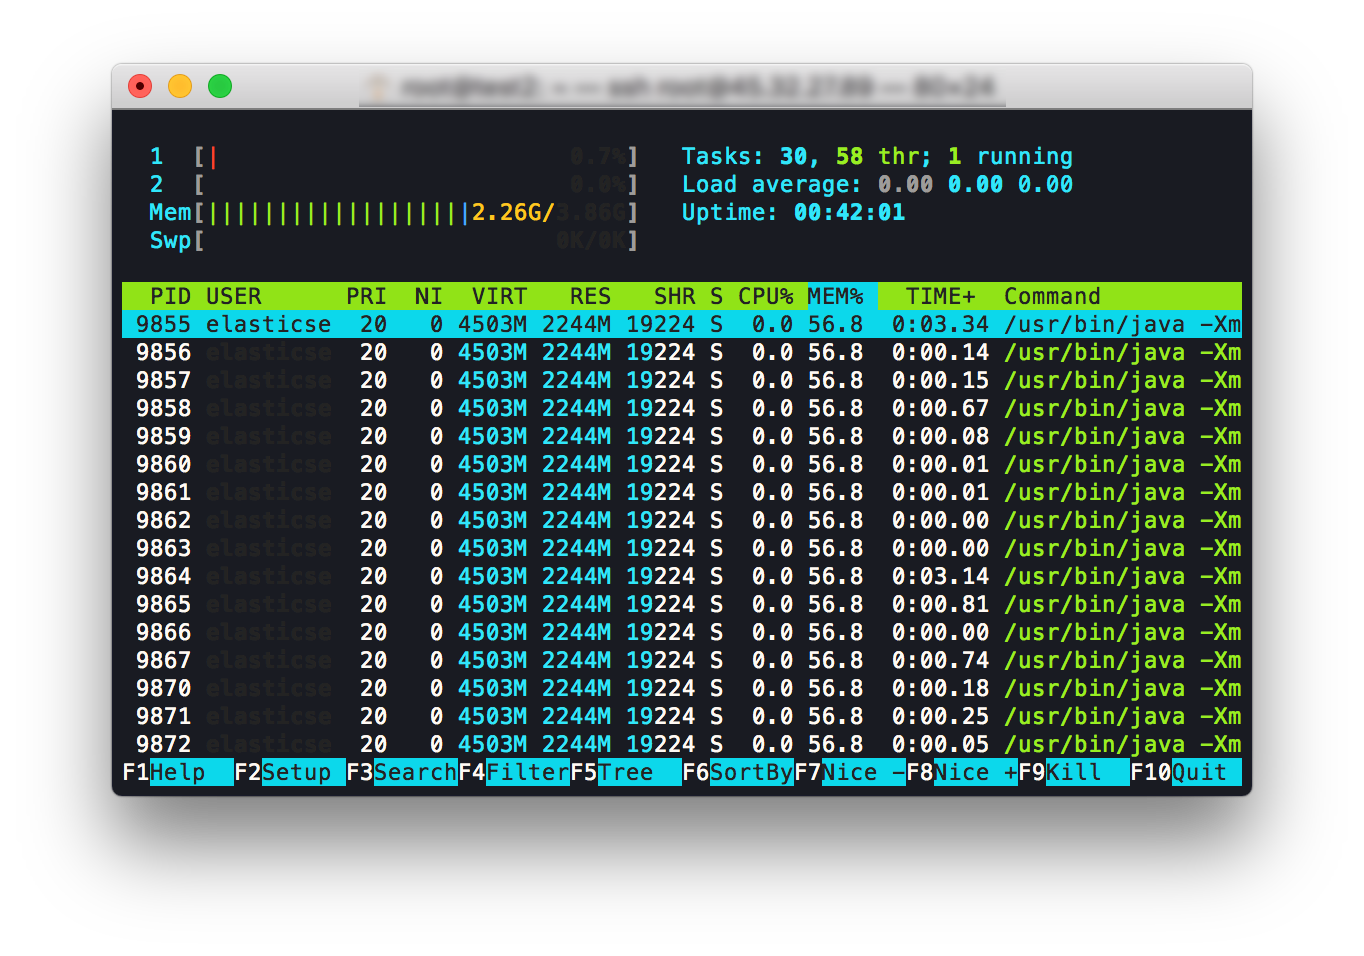 1 [| 0.7%] Tasks: 30, 58 thr; 1 running
2 [ 0.0%] Load average: 0.00 0.00 0.00
Mem[|||||||||||||||||||2.26G/3.86G] Uptime: 00:42:01
Swp[ 0K/0K]
PID USER PRI NI VIRT RES SHR S CPU% MEM% TIME+ Command
9855 elasticse 20 0 4503M 2244M 19224 S 0.0 56.8 0:03.34 /usr/bin/java -Xm
9856 elasticse 20 0 4503M 2244M 19224 S 0.0 56.8 0:00.14 /usr/bin/java -Xm
9857 elasticse 20 0 4503M 2244M 19224 S 0.0 56.8 0:00.15 /usr/bin/java -Xm
9858 elasticse 20 0 4503M 2244M 19224 S 0.0 56.8 0:00.67 /usr/bin/java -Xm
9859 elasticse 20 0 4503M 2244M 19224 S 0.0 56.8 0:00.08 /usr/bin/java -Xm
9860 elasticse 20 0 4503M 2244M 19224 S 0.0 56.8 0:00.01 /usr/bin/java -Xm
9861 elasticse 20 0 4503M 2244M 19224 S 0.0 56.8 0:00.01 /usr/bin/java -Xm
9862 elasticse 20 0 4503M 2244M 19224 S 0.0 56.8 0:00.00 /usr/bin/java -Xm
9863 elasticse 20 0 4503M 2244M 19224 S 0.0 56.8 0:00.00 /usr/bin/java -Xm
9864 elasticse 20 0 4503M 2244M 19224 S 0.0 56.8 0:03.14 /usr/bin/java -Xm
9865 elasticse 20 0 4503M 2244M 19224 S 0.0 56.8 0:00.81 /usr/bin/java -Xm
9866 elasticse 20 0 4503M 2244M 19224 S 0.0 56.8 0:00.00 /usr/bin/java -Xm
9867 elasticse 20 0 4503M 2244M 19224 S 0.0 56.8 0:00.74 /usr/bin/java -Xm
9870 elasticse 20 0 4503M 2244M 19224 S 0.0 56.8 0:00.18 /usr/bin/java -Xm
9871 elasticse 20 0 4503M 2244M 19224 S 0.0 56.8 0:00.25 /usr/bin/java -Xm
9872 elasticse 20 0 4503M 2244M 19224 S 0.0 56.8 0:00.05 /usr/bin/java -Xm
F1Help F2Setup F3SearchF4FilterF5Tree F6SortByF7Nice -F8Nice +F9Kill F10Quit